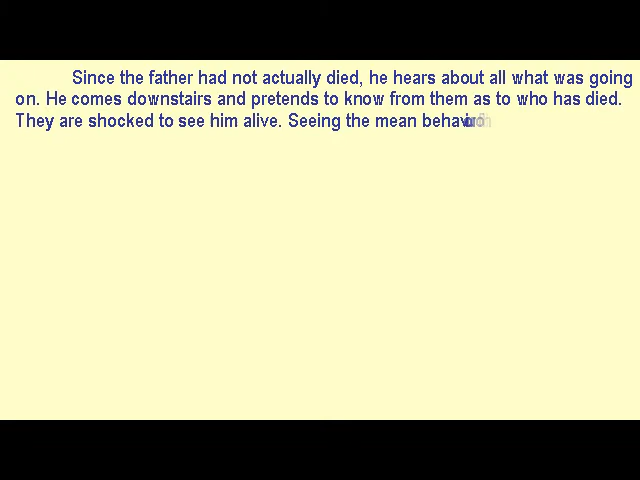 Since the father had not actually died, he hears about all what was going
on. He comes downstairs and pretends to know from them as to who has died.
They are shocked to see him alive. Seeing the mean